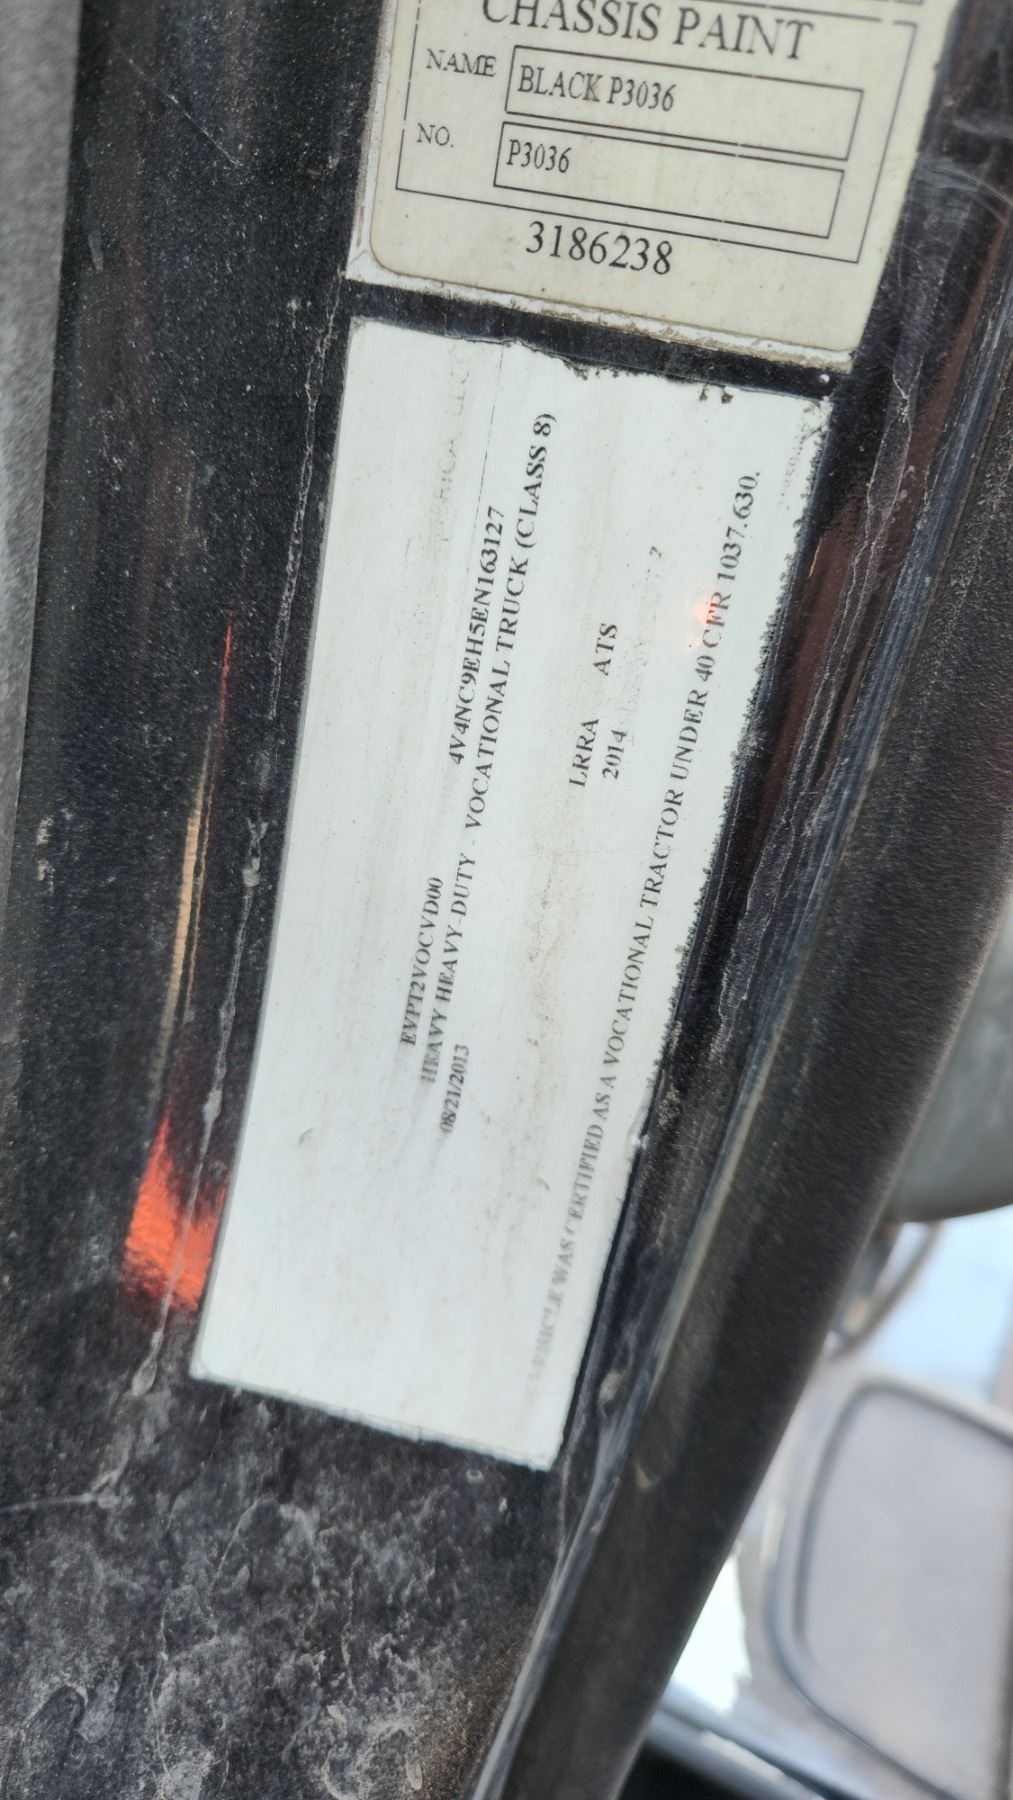 CHASSIS PAINT
NAME BLACK P3036
NO. P3036
3186238
EVPT2VOCVD00 4V4NC9EH5EN163127
HEAVY HEAVY-DUTY - VOCATIONAL TRUCK (CLASS 8)
08/21/2013
LRRA ATS
2014
VEHICLE WAS CERTIFIED AS A VOCATIONAL TRACTOR UNDER 40 CFR 1037.630.